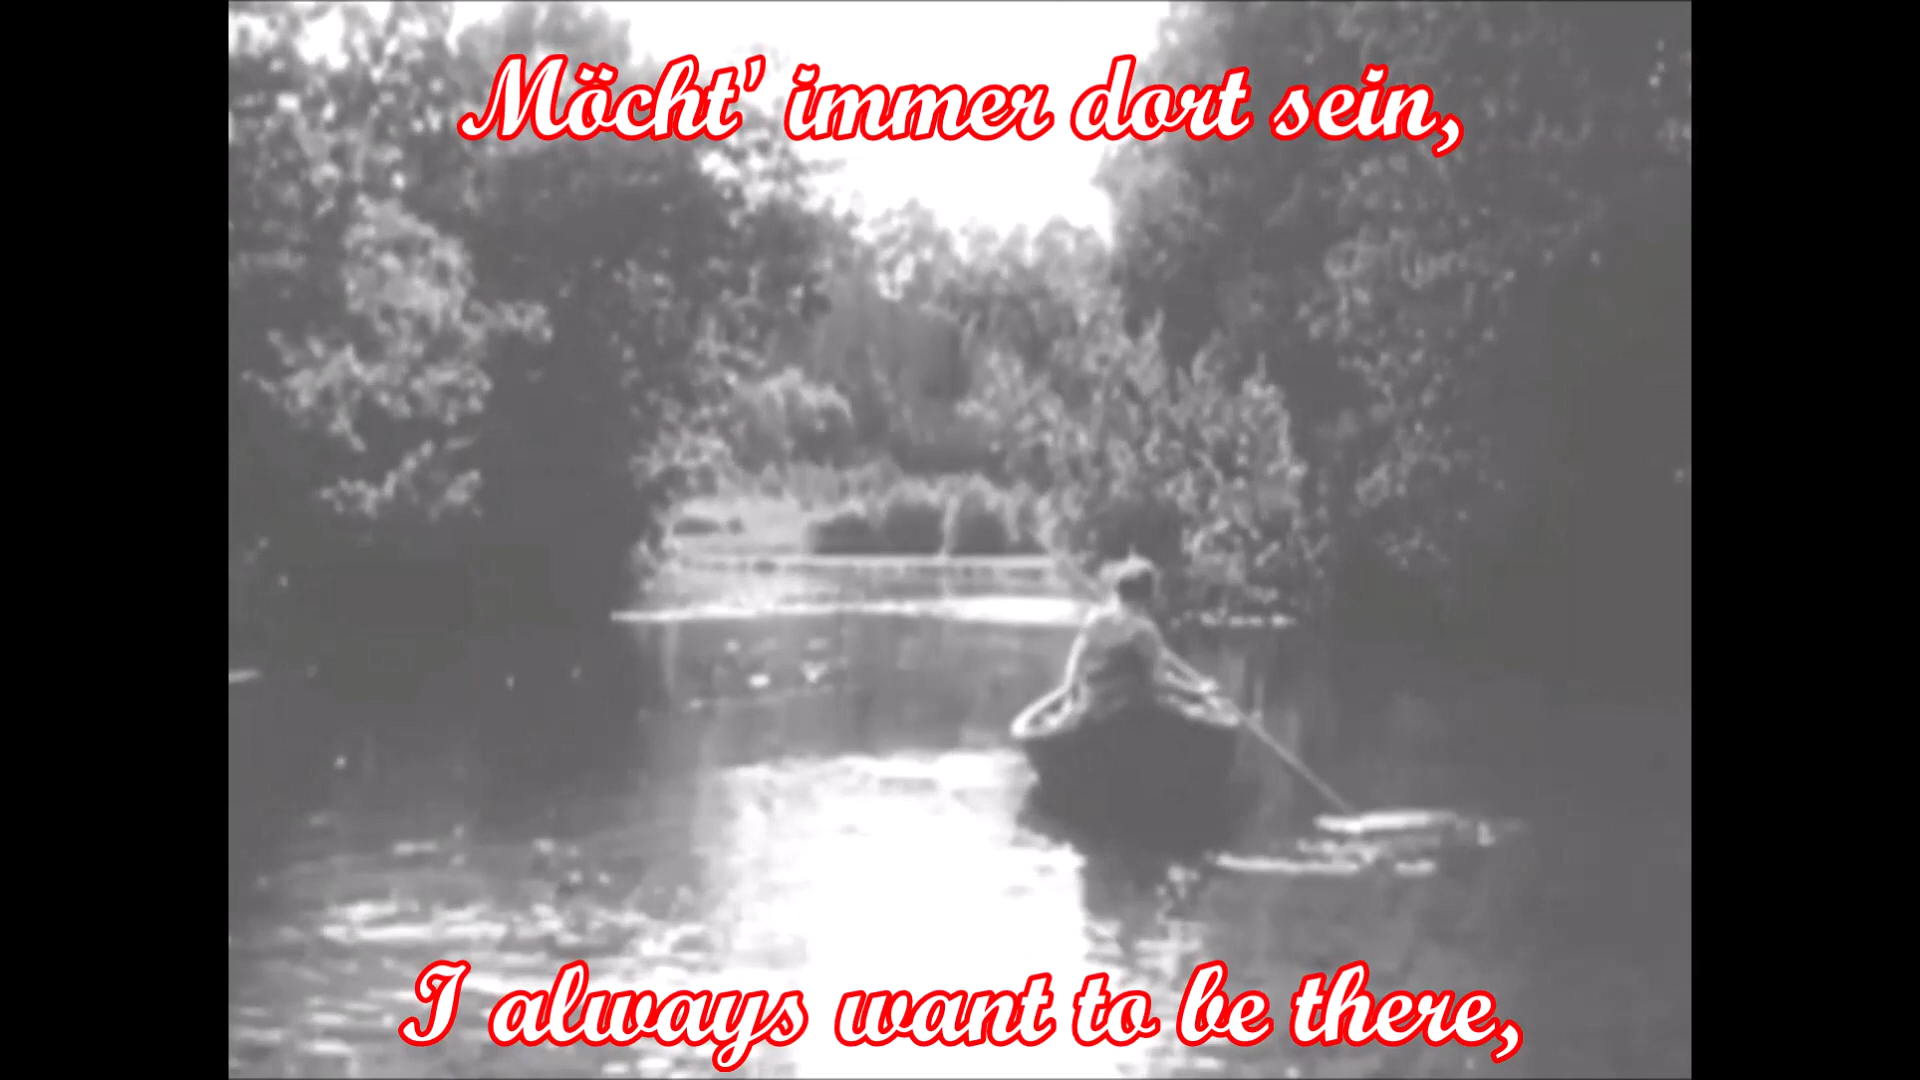 Möcht' immer dort sein,
I always want to be there,